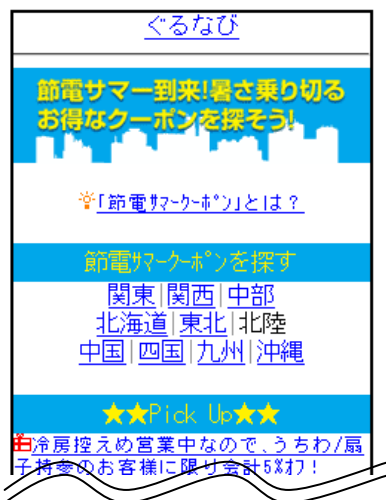 ぐるなび
節電サマー到来!暑さ乗り切る
お得なクーポンを探そう!
「節電ｻﾏｰｸｰﾎﾟﾝ」とは？
節電ｻﾏｰｸｰﾎﾟﾝを探す
関東|関西|中部
北海道|東北|北陸
中国|四国|九州|沖縄
★★Pick Up★★
冷房控えめ営業中なので、うちわ/扇
子持参のお客様に限り会計5%ｵﾌ！